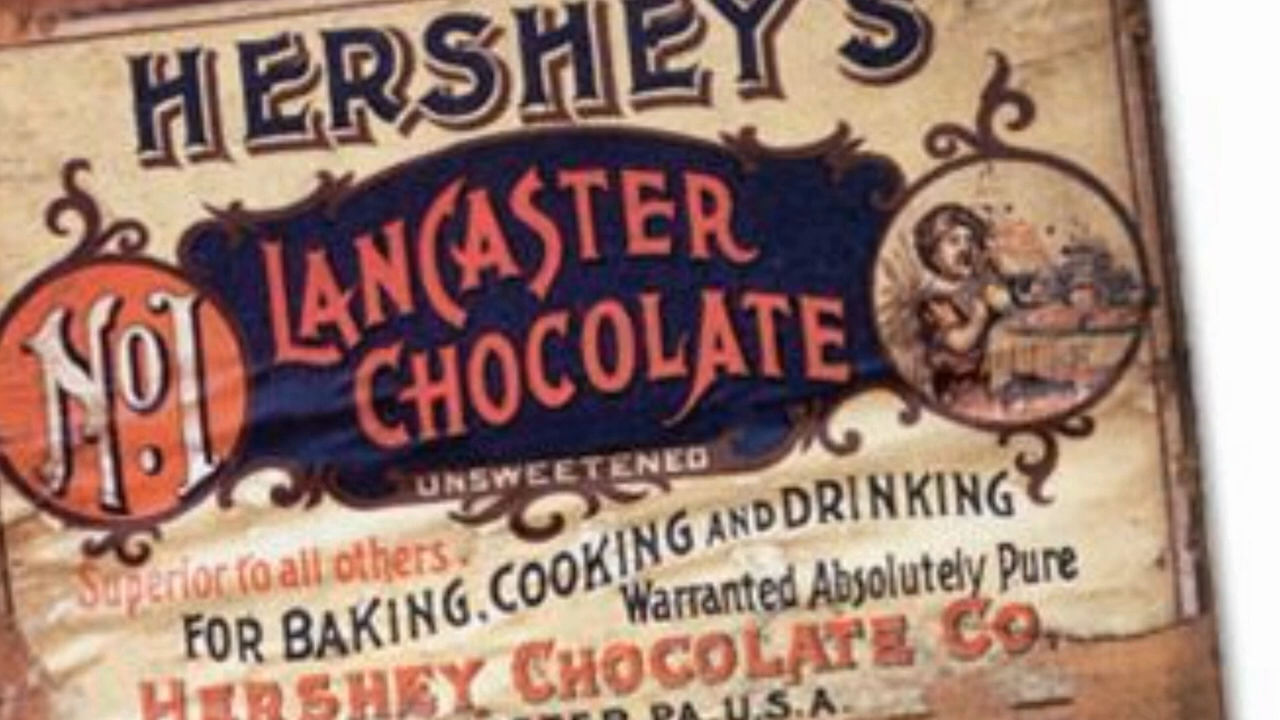 HERSHEY'S
LANCASTER
CHOCOLATE
No. 1
UNSWEETENED
Superior to all others.
FOR BAKING, COOKING AND DRINKING
Warranted Absolutely Pure
HERSHEY CHOCOLATE CO.
PA. U.S.A.